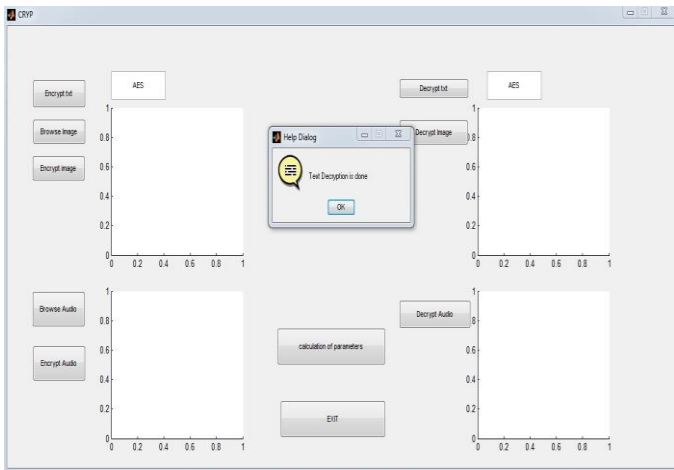 CRYP
AES
AES
Encrypt txt
Decrypt txt
Browse Image
Decrypt Image
Encrypt image
Help Dialog
Text Decryption is done
OK
1
0.8
0.6
0.4
0.2
0
0 0.2 0.4 0.6 0.8 1
1
0.8
0.6
0.4
0.2
0
0 0.2 0.4 0.6 0.8 1
Browse Audio
Encrypt Audio
1
0.8
0.6
0.4
0.2
0
0 0.2 0.4 0.6 0.8 1
calculation of parameters
EXIT
Decrypt Audio
1
8
0.6
0.4
0.2
0
0 0.2 0.4 0.6 0.8 1